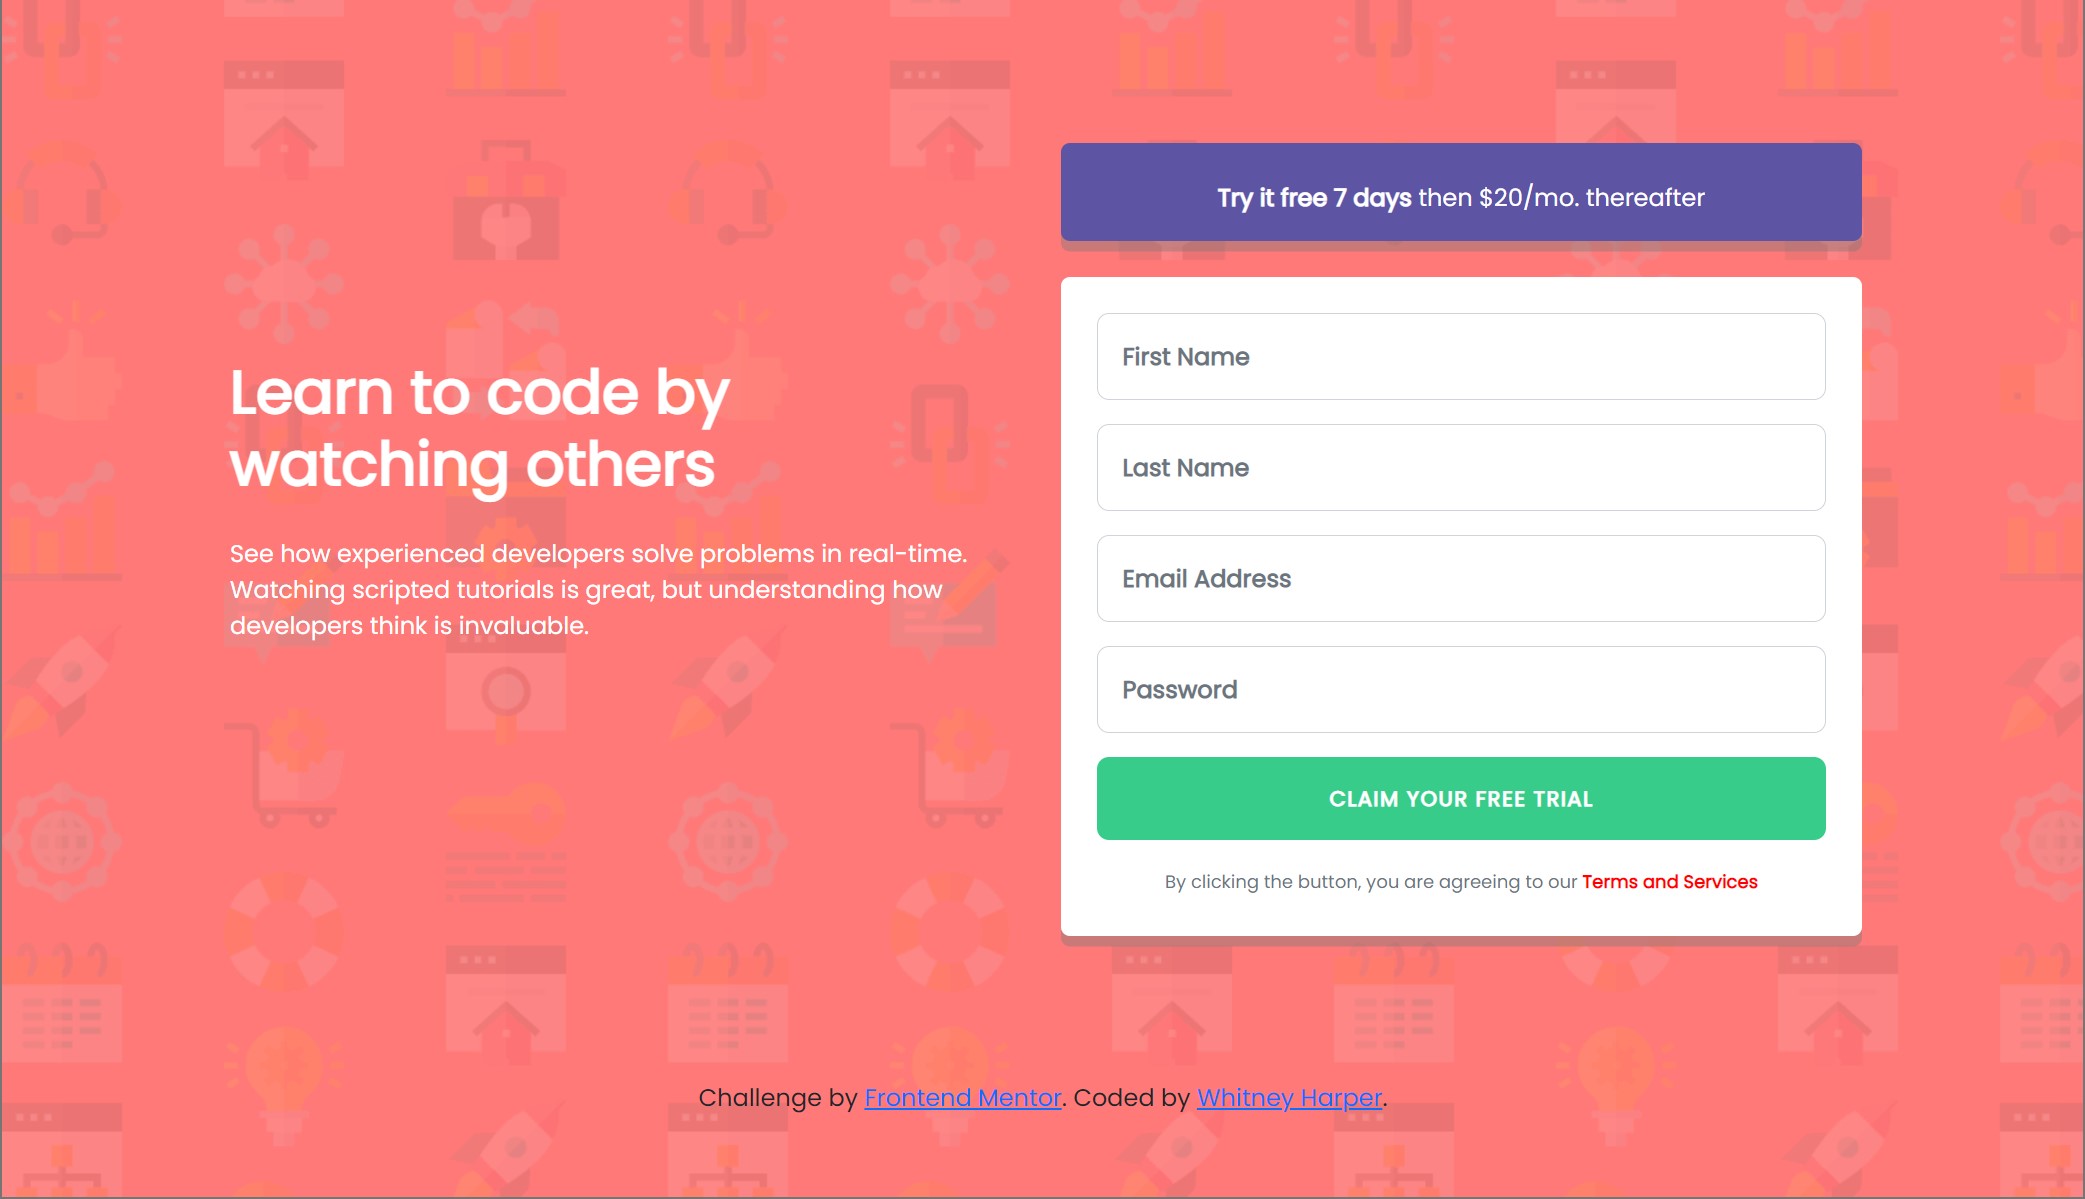 Learn to code by
watching others
See how experienced developers solve problems in real-time.
Watching scripted tutorials is great, but understanding how
developers think is invaluable.
Try it free 7 days then $20/mo. thereafter
First Name
Last Name
Email Address
Password
CLAIM YOUR FREE TRIAL
By clicking the button, you are agreeing to our Terms and Services
Challenge by Frontend Mentor. Coded by Whitney Harper.